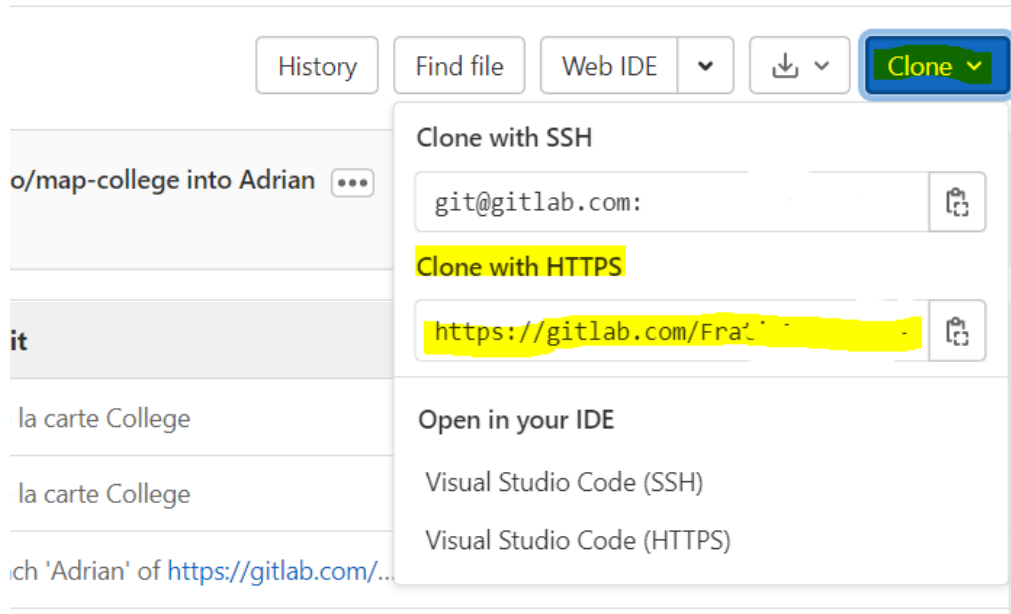 History
Find file
Web IDE
Clone
Clone with SSH
o/map-college into Adrian
git@gitlab.com:
Clone with HTTPS
https://gitlab.com/Frat
it
la carte College
Open in your IDE
la carte College
Visual Studio Code (SSH)
Visual Studio Code (HTTPS)
ch 'Adrian' of https://gitlab.com/...